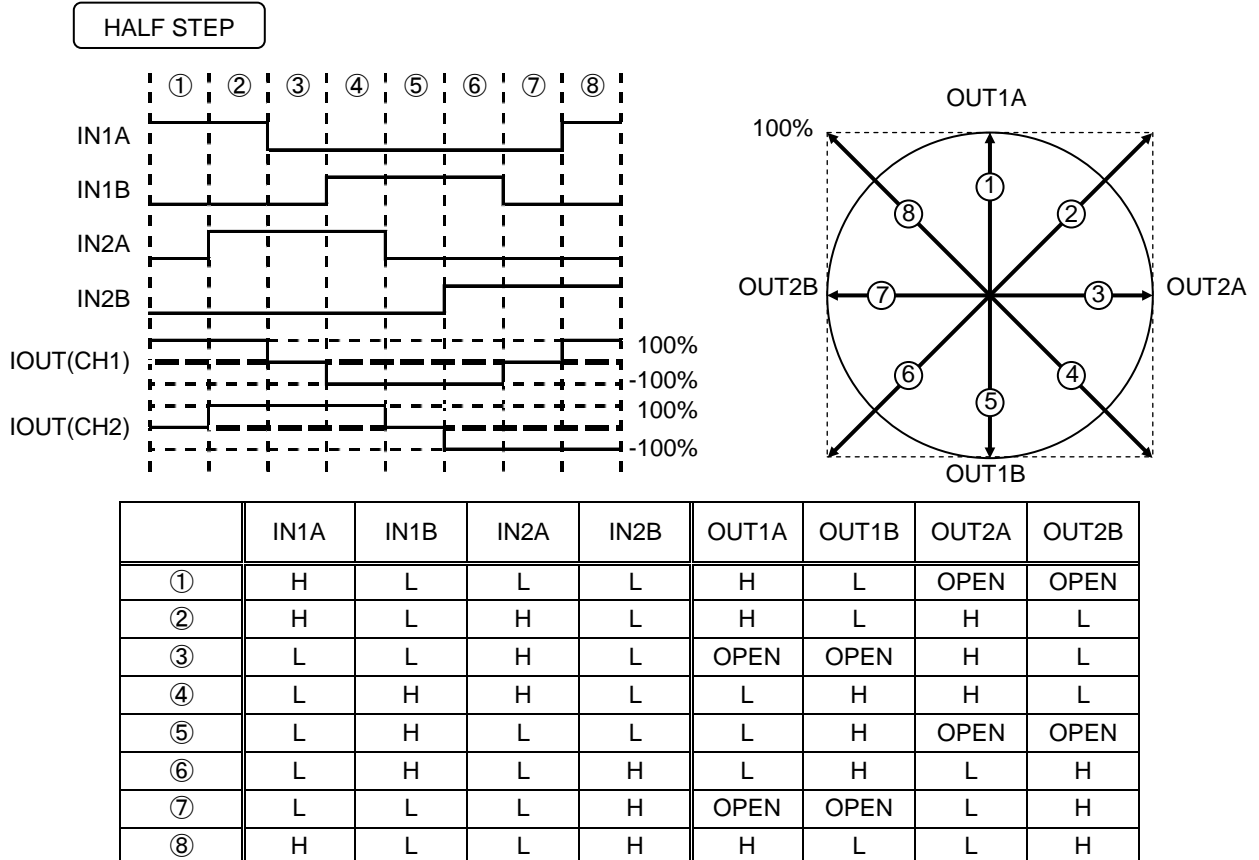 HALF STEP
① ② ③ ④ ⑤ ⑥ ⑦ ⑧
IN1A
IN1B
IN2A
IN2B
IOUT(CH1)
100%
-100%
IOUT(CH2)
100%
-100%
OUT1A
100%
①
⑧ ②
OUT2B ⑦ ③ OUT2A
⑥ ④
⑤
OUT1B
IN1A IN1B IN2A IN2B OUT1A OUT1B OUT2A OUT2B
① H L L L H L OPEN OPEN
② H L H L H L H L
③ L L H L OPEN OPEN H L
④ L H H L L H H L
⑤ L H L L L H OPEN OPEN
⑥ L H L H L H L H
⑦ L L L H OPEN OPEN L H
⑧ H L L H H L L H